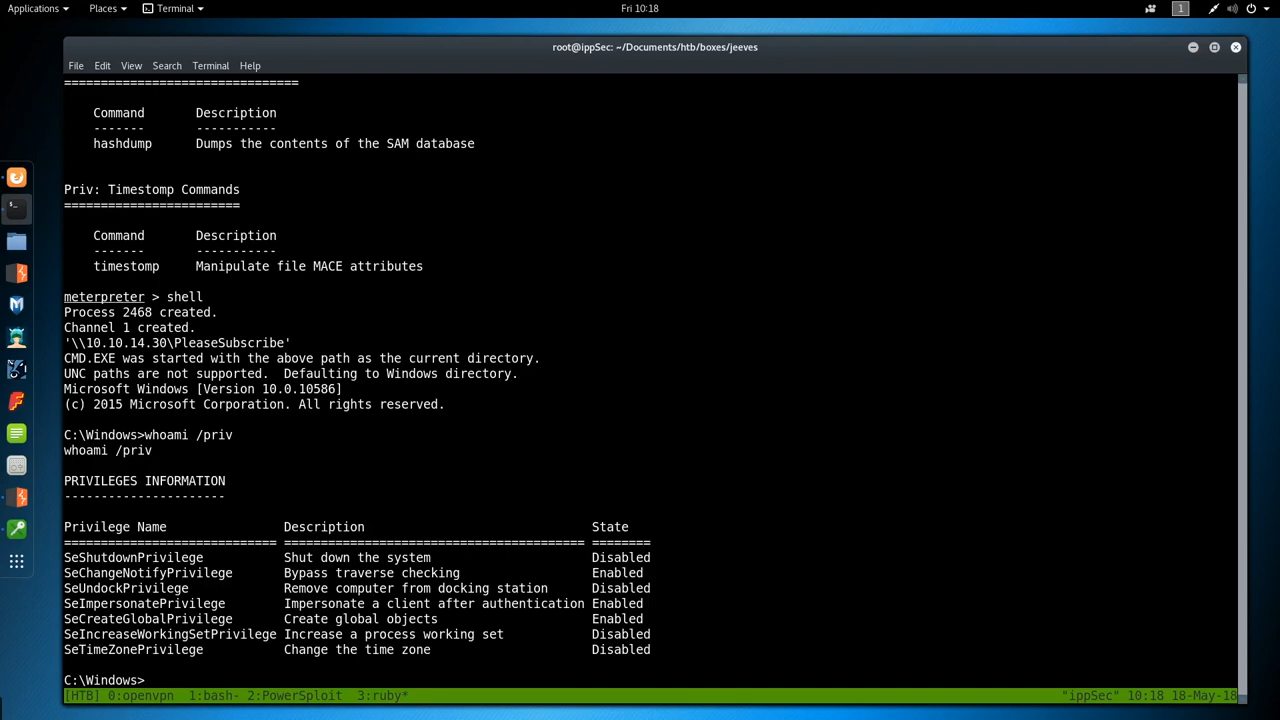 Applications Places Terminal Fri 10:18 1
root@ippSec: ~/Documents/htb/boxes/jeeves
File Edit View Search Terminal Help
================================
Command Description
------- -----------
hashdump Dumps the contents of the SAM database
Priv: Timestomp Commands
========================
Command Description
------- -----------
timestomp Manipulate file MACE attributes
meterpreter > shell
Process 2468 created.
Channel 1 created.
'\\10.10.14.30\PleaseSubscribe'
CMD.EXE was started with the above path as the current directory.
UNC paths are not supported.  Defaulting to Windows directory.
Microsoft Windows [Version 10.0.10586]
(c) 2015 Microsoft Corporation. All rights reserved.
C:\Windows>whoami /priv
whoami /priv
PRIVILEGES INFORMATION
----------------------
Privilege Name Description State
============================= ========================================= ========
SeShutdownPrivilege Shut down the system Disabled
SeChangeNotifyPrivilege Bypass traverse checking Enabled
SeUndockPrivilege Remove computer from docking station Disabled
SeImpersonatePrivilege Impersonate a client after authentication Enabled
SeCreateGlobalPrivilege Create global objects Enabled
SeIncreaseWorkingSetPrivilege Increase a process working set Disabled
SeTimeZonePrivilege Change the time zone Disabled
C:\Windows>
[HTB] 0:openvpn 1:bash- 2:PowerSploit 3:ruby* "ippSec" 10:18 18-May-18